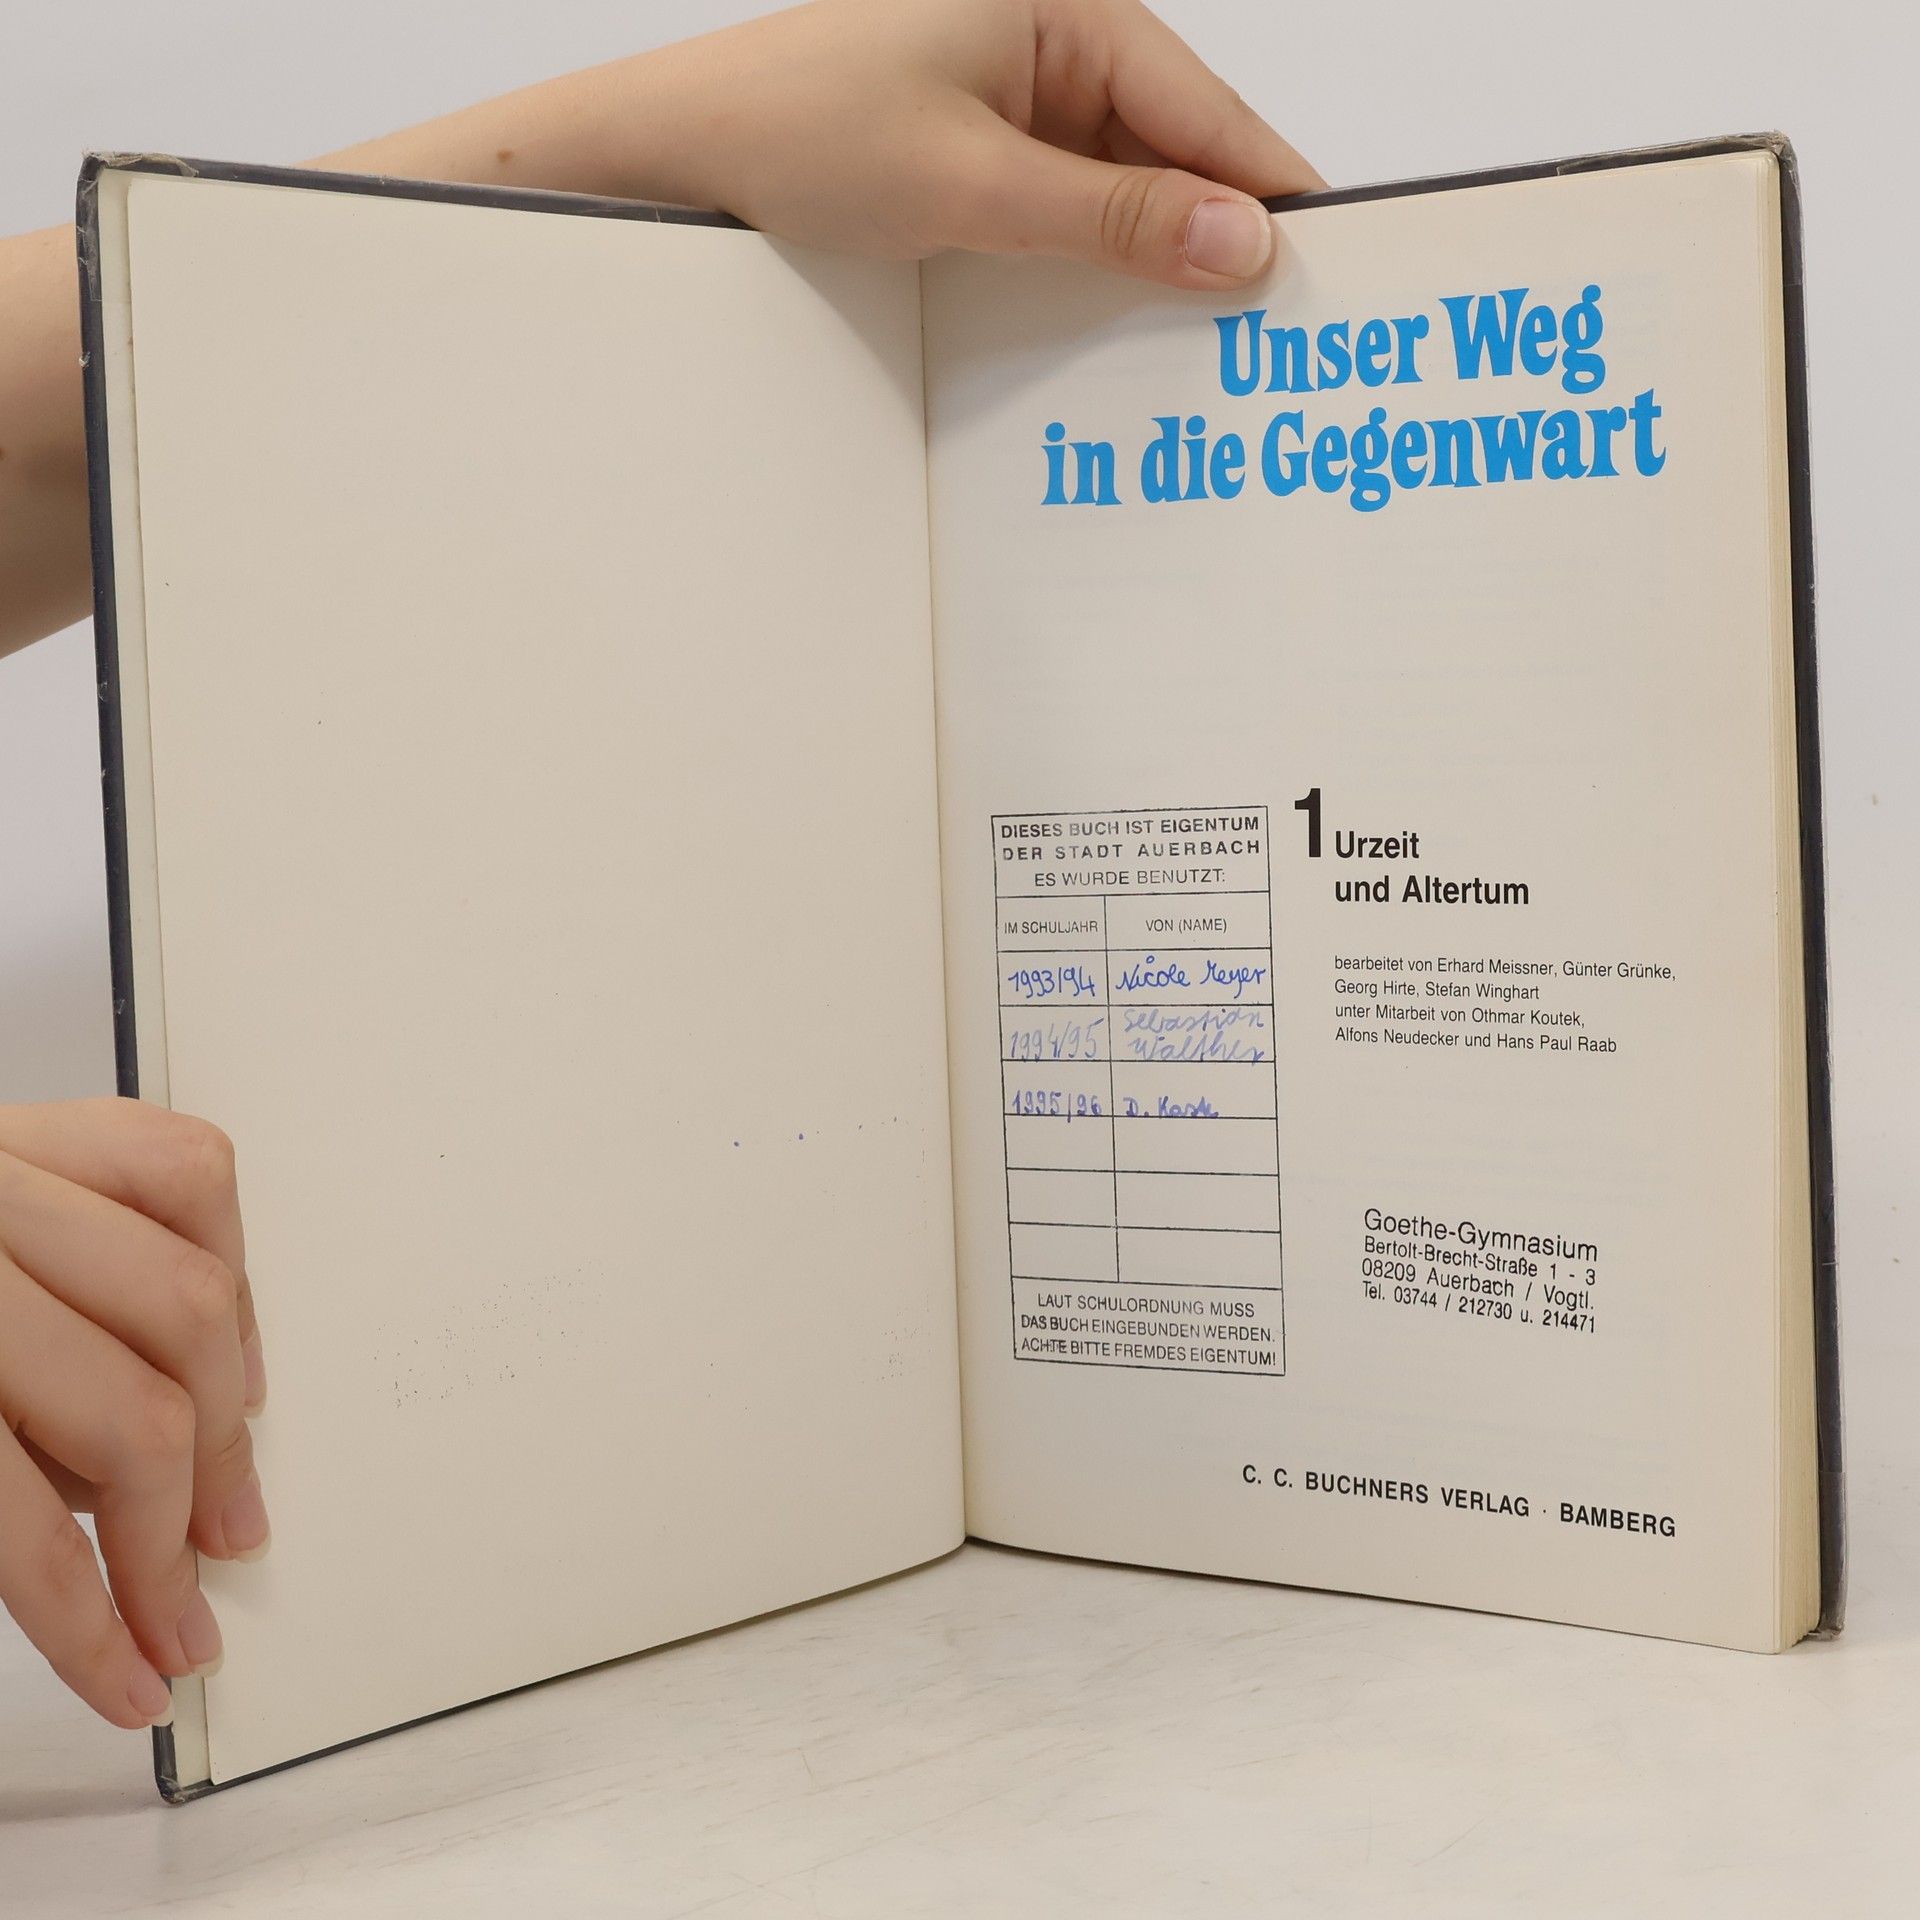 Unser Weg
in die Gegenwart
1 Urzeit
und Altertum
bearbeitet von Erhard Meissner, Günter Grünke,
Georg Hirte, Stefan Winghart
unter Mitarbeit von Othmar Koutek,
Alfons Neudecker und Hans Paul Raab
DIESES BUCH IST EIGENTUM
DER STADT AUERBACH
ES WURDE BENUTZT:
IM SCHULJAHR VON (NAME)
1993/94 Nicole Meyer
1994/95 Sebastian
Walther
1995/96 D.
LAUT SCHULORDNUNG MUSS
DAS BUCH EINGEBUNDEN WERDEN.
ACHTE BITTE FREMDES EIGENTUM!
Goethe-Gymnasium
Bertolt-Brecht-Straße 1 - 3
08209 Auerbach / Vogtl.
Tel. 03744 / 212730 u. 214471
C. C. BUCHNERS VERLAG · BAMBERG